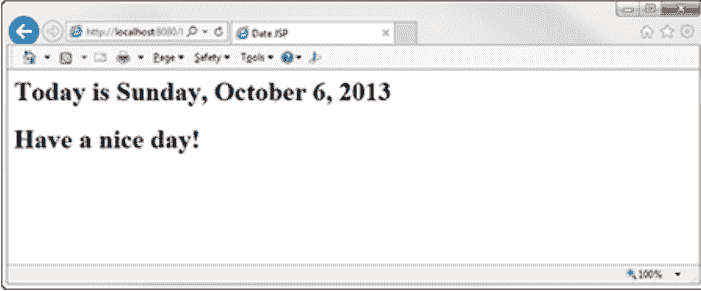 http://localhost:8080/
Date JSP
Page Safety Tools
Today is Sunday, October 6, 2013
Have a nice day!
100%